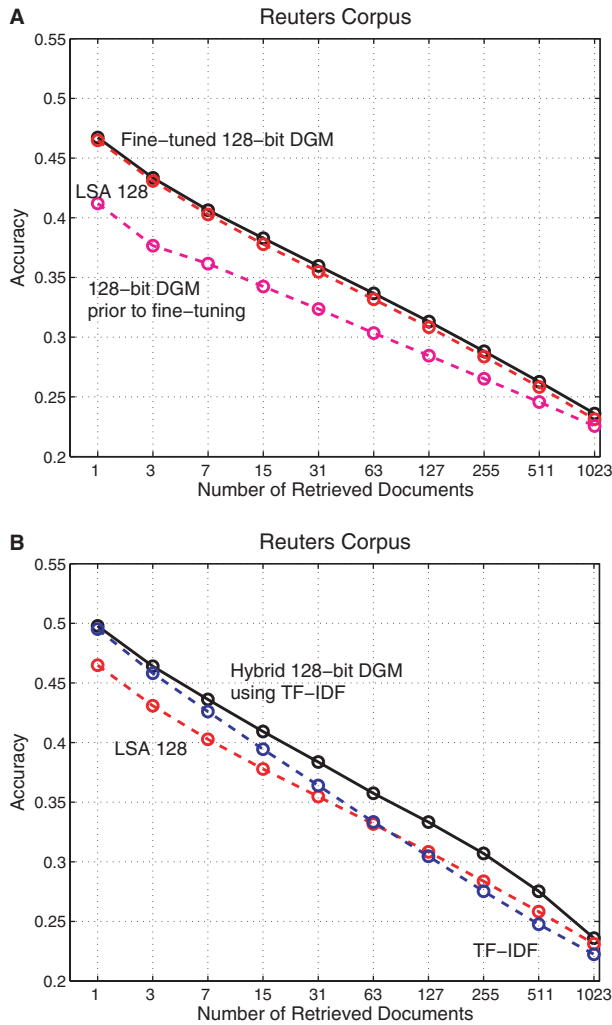 A
Reuters Corpus
0.55
0.5
0.45
0.4
0.35
0.3
0.25
0.2
Accuracy
Fine−tuned 128−bit DGM
LSA 128
128−bit DGM
prior to fine−tuning
1 3 7 15 31 63 127 255 511 1023
Number of Retrieved Documents
B
Reuters Corpus
0.55
0.5
0.45
0.4
0.35
0.3
0.25
0.2
Accuracy
Hybrid 128−bit DGM
using TF−IDF
LSA 128
TF−IDF
1 3 7 15 31 63 127 255 511 1023
Number of Retrieved Documents